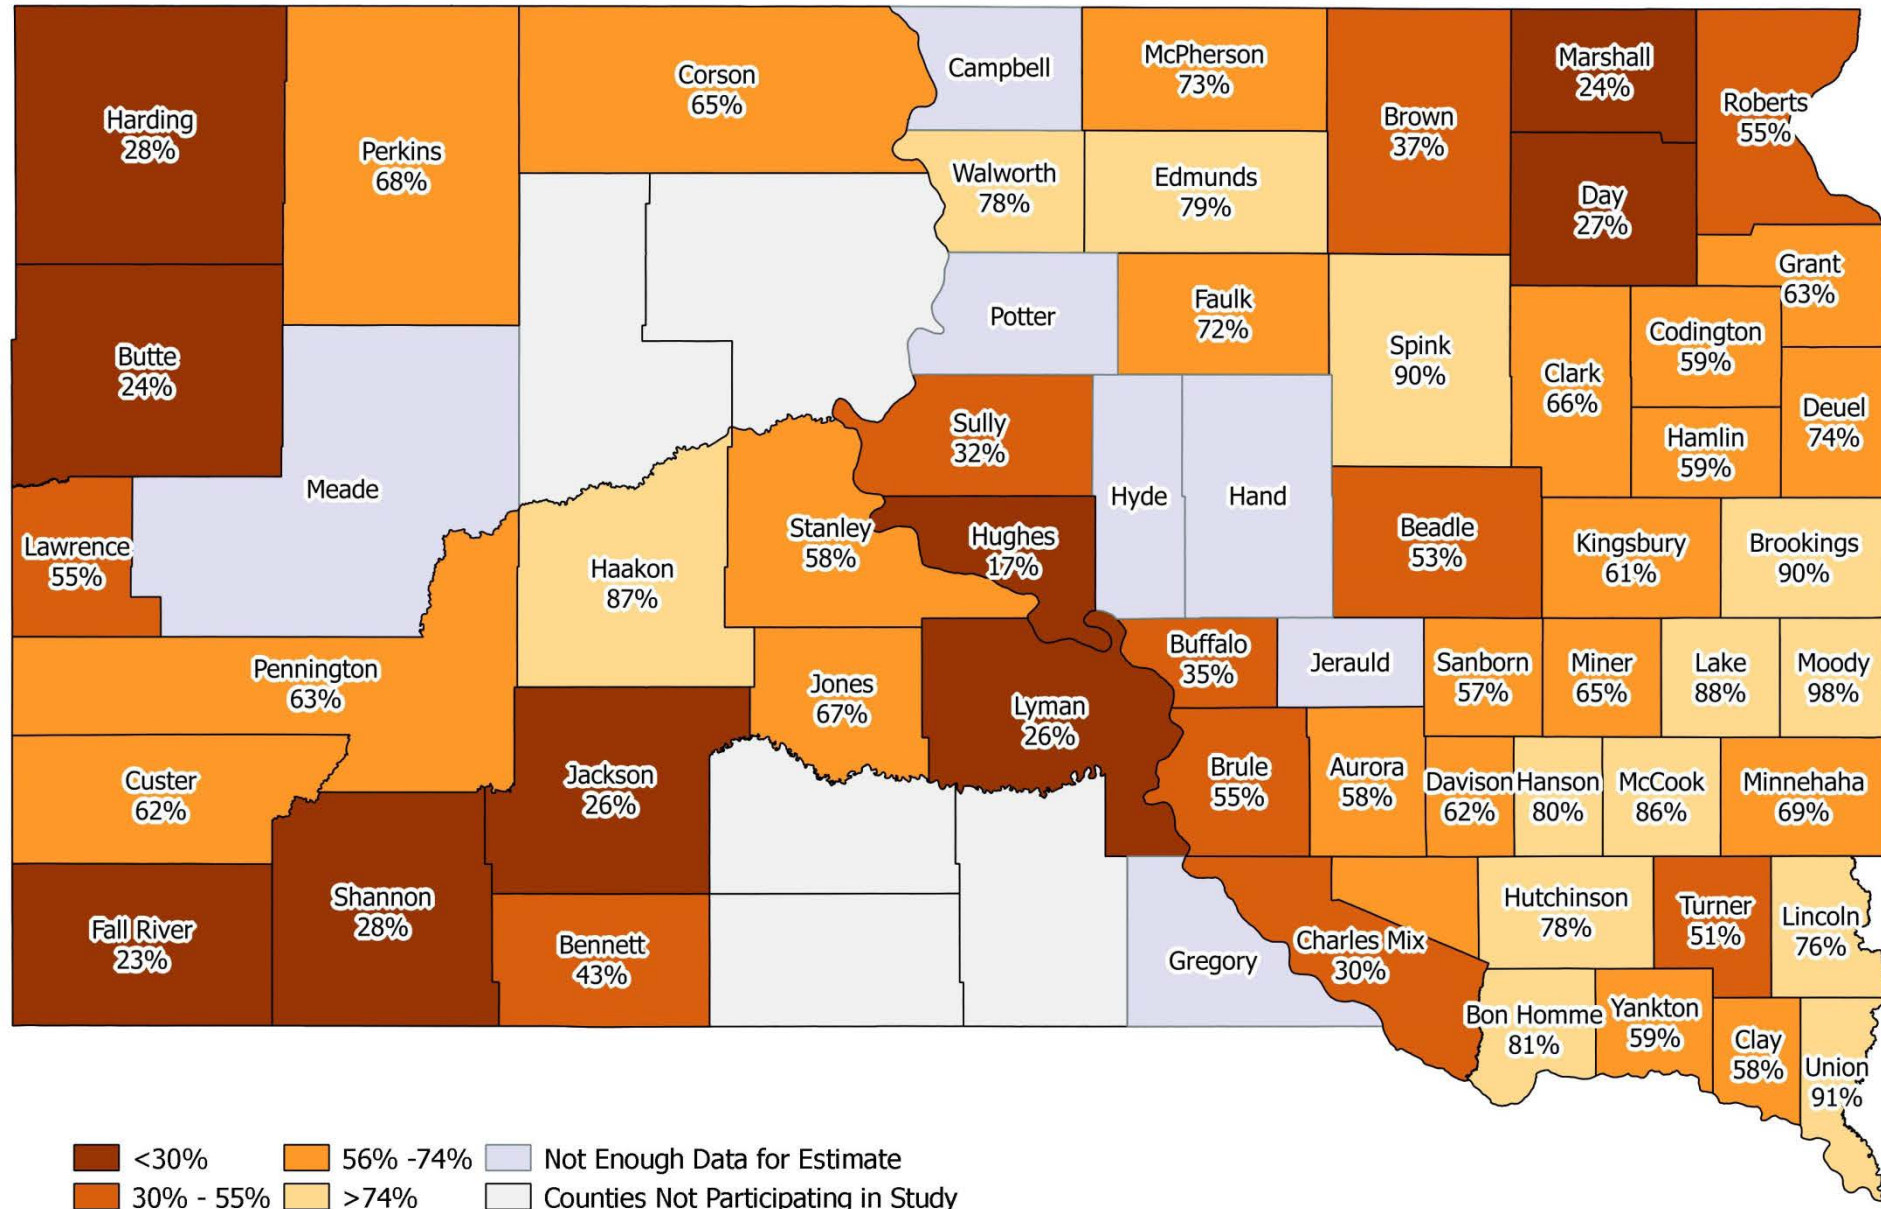 Harding
28%
Perkins
68%
Corson
65%
Campbell
McPherson
73%
Brown
37%
Marshall
24%
Roberts
55%
Walworth
78%
Edmunds
79%
Day
27%
Grant
63%
Butte
24%
Potter
Faulk
72%
Spink
90%
Clark
66%
Codington
59%
Deuel
74%
Hamlin
59%
Meade
Sully
32%
Hyde
Hand
Lawrence
55%
Haakon
87%
Stanley
58%
Hughes
17%
Beadle
53%
Kingsbury
61%
Brookings
90%
Pennington
63%
Jones
67%
Lyman
26%
Buffalo
35%
Jerauld
Sanborn
57%
Miner
65%
Lake
88%
Moody
98%
Custer
62%
Jackson
26%
Brule
55%
Aurora
58%
Davison
62%
Hanson
80%
McCook
86%
Minnehaha
69%
Fall River
23%
Shannon
28%
Bennett
43%
Gregory
Charles Mix
30%
Hutchinson
78%
Turner
51%
Lincoln
76%
Bon Homme
81%
Yankton
59%
Clay
58%
Union
91%
<30%
56% -74%
Not Enough Data for Estimate
30% - 55%
>74%
Counties Not Participating in Study